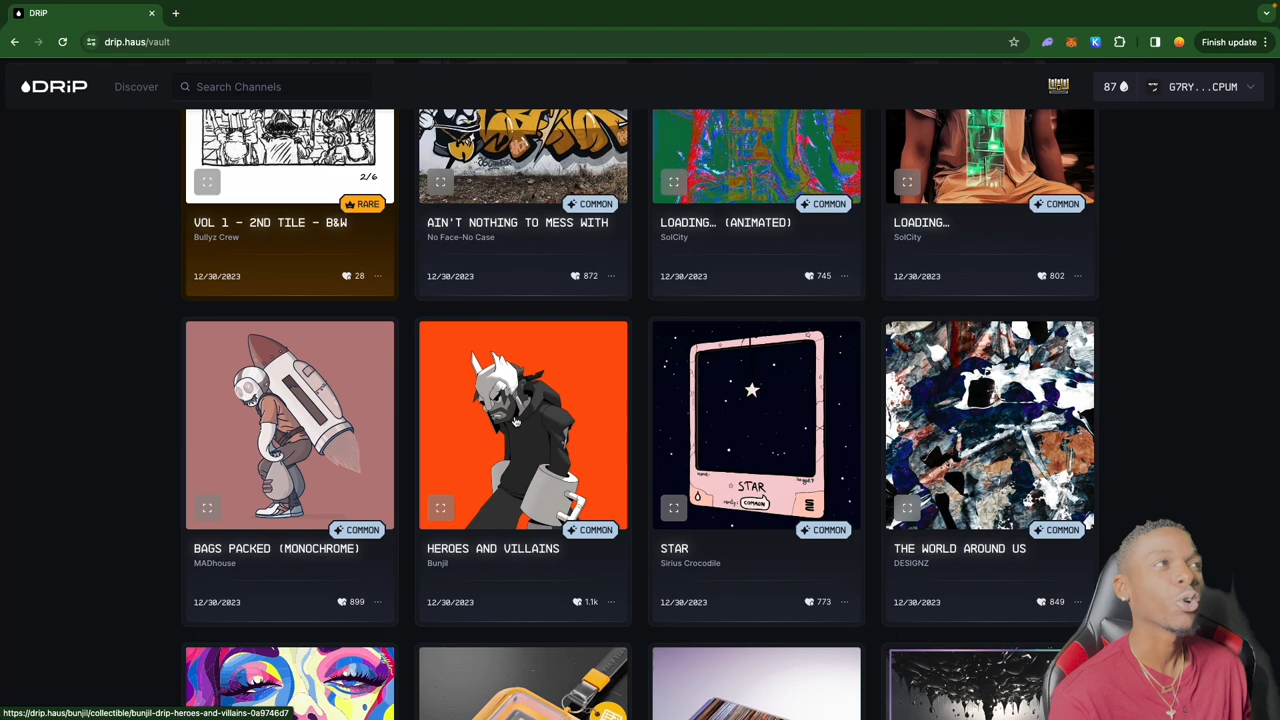 DRiP
drip.haus/vault
Finish update
DRiP
Discover
Search Channels
87
G7RY...CPUM
2/6
RARE
COMMON
COMMON
COMMON
VOL 1 - 2ND TILE - B&W
AIN'T NOTHING TO MESS WITH
LOADING… (ANIMATED)
LOADING…
Bullyz Crew
No Face-No Case
SolCity
SolCity
12/30/2023
28
12/30/2023
872
12/30/2023
745
12/30/2023
802
STAR
COMMON
COMMON
COMMON
COMMON
COMMON
BAGS PACKED (MONOCHROME)
HEROES AND VILLAINS
STAR
THE WORLD AROUND US
MADhouse
Bunjil
Sirius Crocodile
DESIGNZ
12/30/2023
899
12/30/2023
1.1k
12/30/2023
773
12/30/2023
849
https://drip.haus/bunjil/collectible/bunjil-drip-heroes-and-villains-0a9746d7